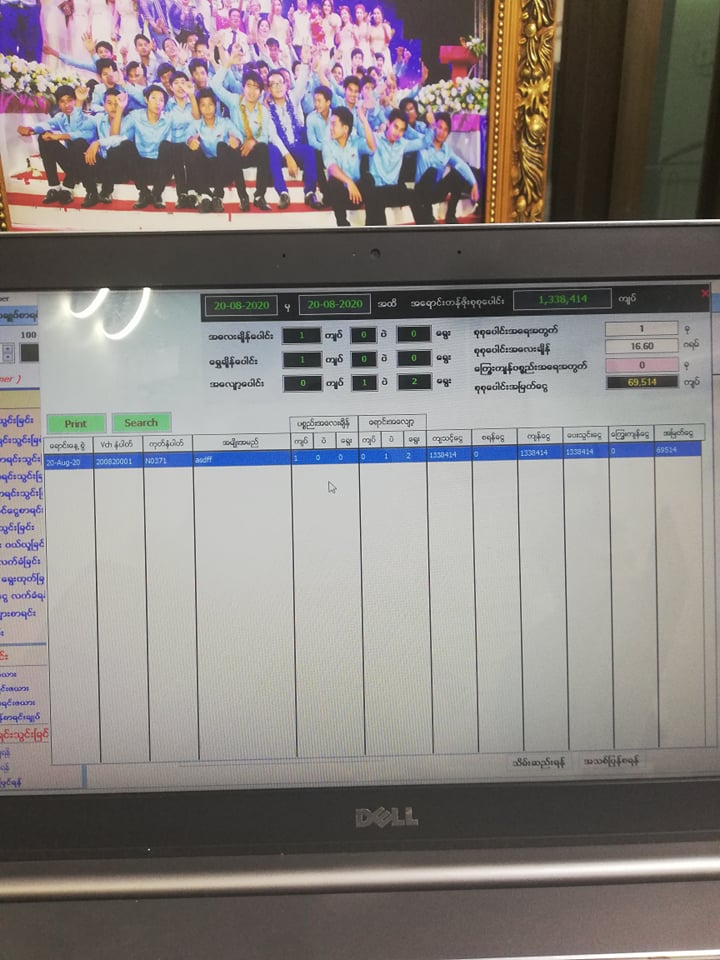 20-08-2020 မှ 20-08-2020 အထိ အရောင်းတန်ဖိုးစုစုပေါင်း 1,338,414 ကျပ်
အလေးချိန်ပေါင်း 1 ကျပ် 0 ပဲ 0 ရွေး
ရွှေချိန်ပေါင်း 1 ကျပ် 0 ပဲ 0 ရွေး
အလျော့ပေါင်း 0 ကျပ် 1 ပဲ 2 ရွေး
စုစုပေါင်းအရေအတွက် 1 ခု
စုစုပေါင်းအလေးချိန် 16.60 ဂရမ်
ကြွေးကျန်ပစ္စည်းအရေအတွက် 0 ခု
စုစုပေါင်းအမြတ်ငွေ 69,514 ကျပ်
100
Print Search
ပစ္စည်းအလေးချိန် ရောင်းအလျော့
ရောင်းနေ့စွဲ Vch နံပါတ် ကုတ်နံပါတ် အမျိုးအမည် ကျပ် ပဲ ရွေး ကျပ် ပဲ ရွေး ကျသင့်ငွေ စရန်ငွေ ကျန်ငွေ ပေးသွင်းငွေ ကြွေးကျန်ငွေ အမြတ်ငွေ
20-Aug-20 200820001 N0371 asdff 1 0 0 0 1 2 1338414 0 1338414 1338414 0 69514
သိမ်းဆည်းရန် အသစ်ပြန်စရန်
DELL